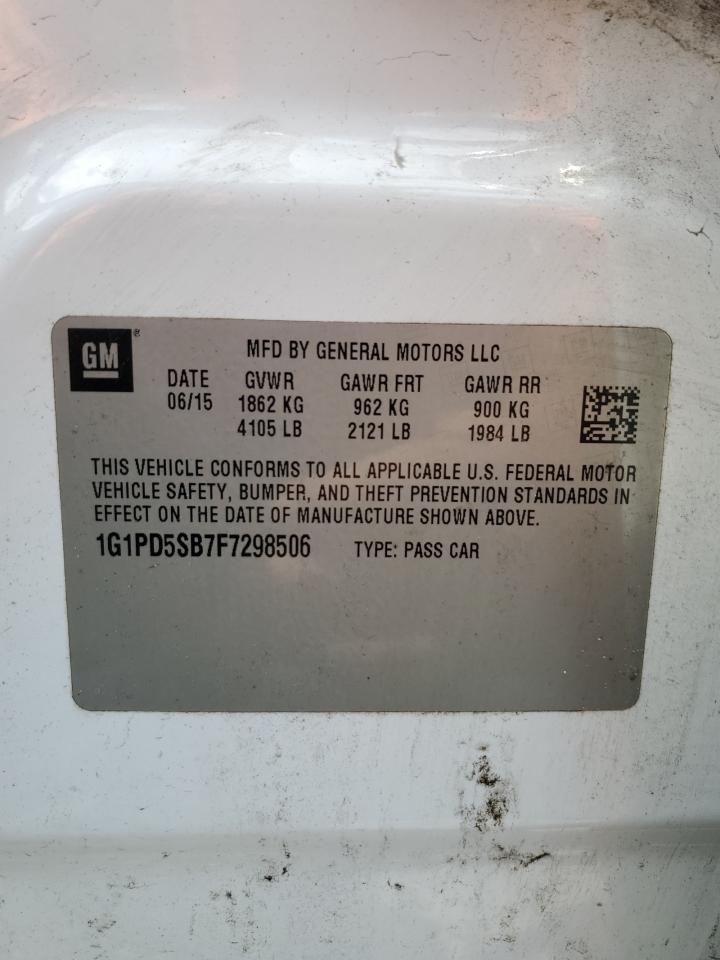 GM®
MFD BY GENERAL MOTORS LLC
DATE GVWR GAWR FRT GAWR RR
06/15 1862 KG 962 KG 900 KG
4105 LB 2121 LB 1984 LB
THIS VEHICLE CONFORMS TO ALL APPLICABLE U.S. FEDERAL MOTOR
VEHICLE SAFETY, BUMPER, AND THEFT PREVENTION STANDARDS IN
EFFECT ON THE DATE OF MANUFACTURE SHOWN ABOVE.
1G1PD5SB7F7298506 TYPE: PASS CAR